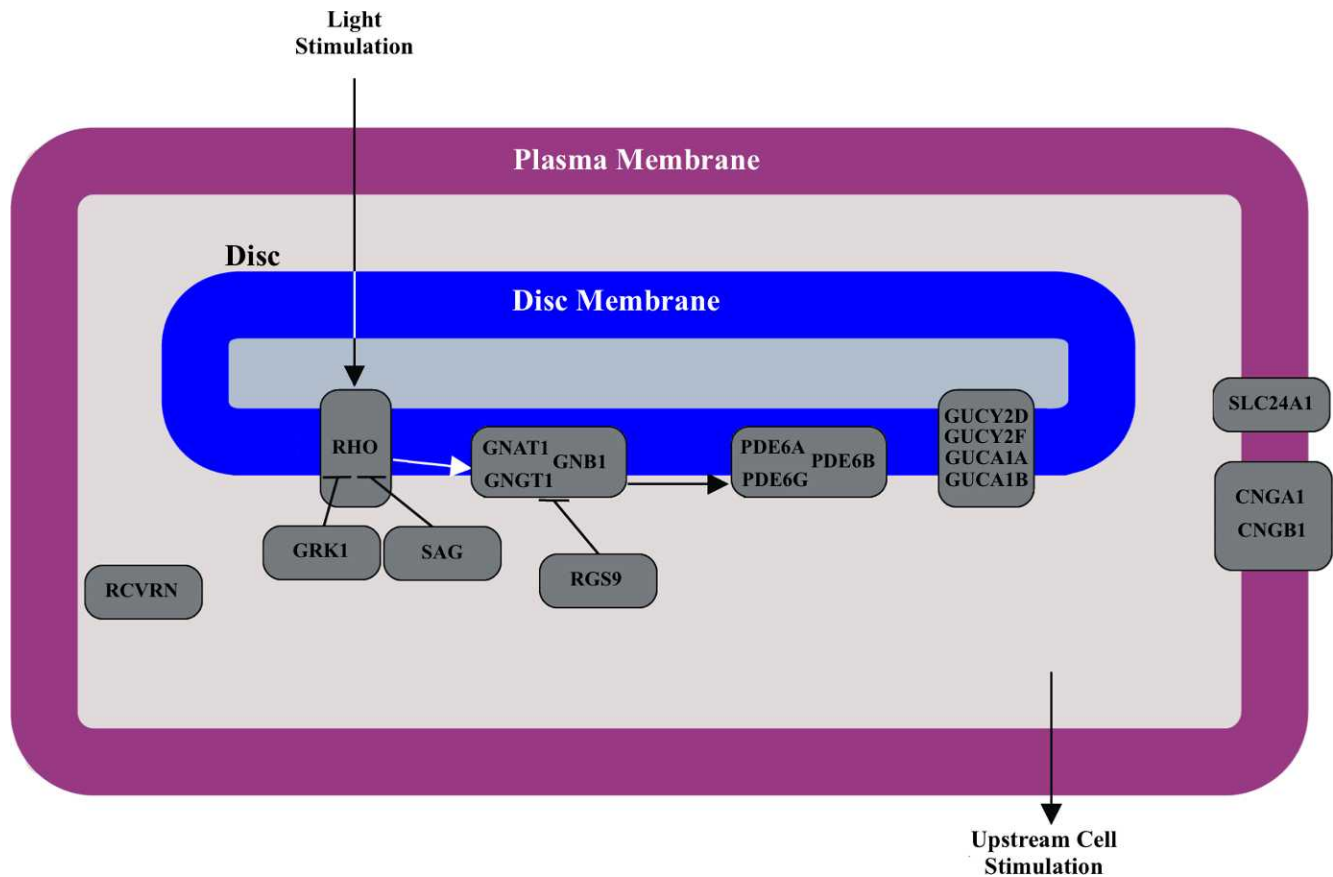 Light
Stimulation
Plasma Membrane
Disc
Disc Membrane
RHO
GNAT1
GNB1
GNGT1
PDE6A
PDE6B
PDE6G
GUCY2D
GUCY2F
GUCA1A
GUCA1B
SLC24A1
CNGA1
CNGB1
GRK1
SAG
RGS9
RCVRN
Upstream Cell
Stimulation